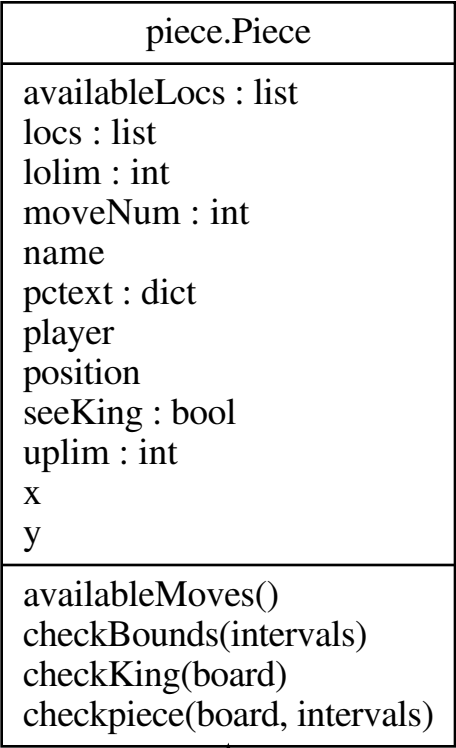 piece.Piece
availableLocs : list
locs : list
lolim : int
moveNum : int
name
pctext : dict
player
position
seeKing : bool
uplim : int
x
y
availableMoves()
checkBounds(intervals)
checkKing(board)
checkpiece(board, intervals)